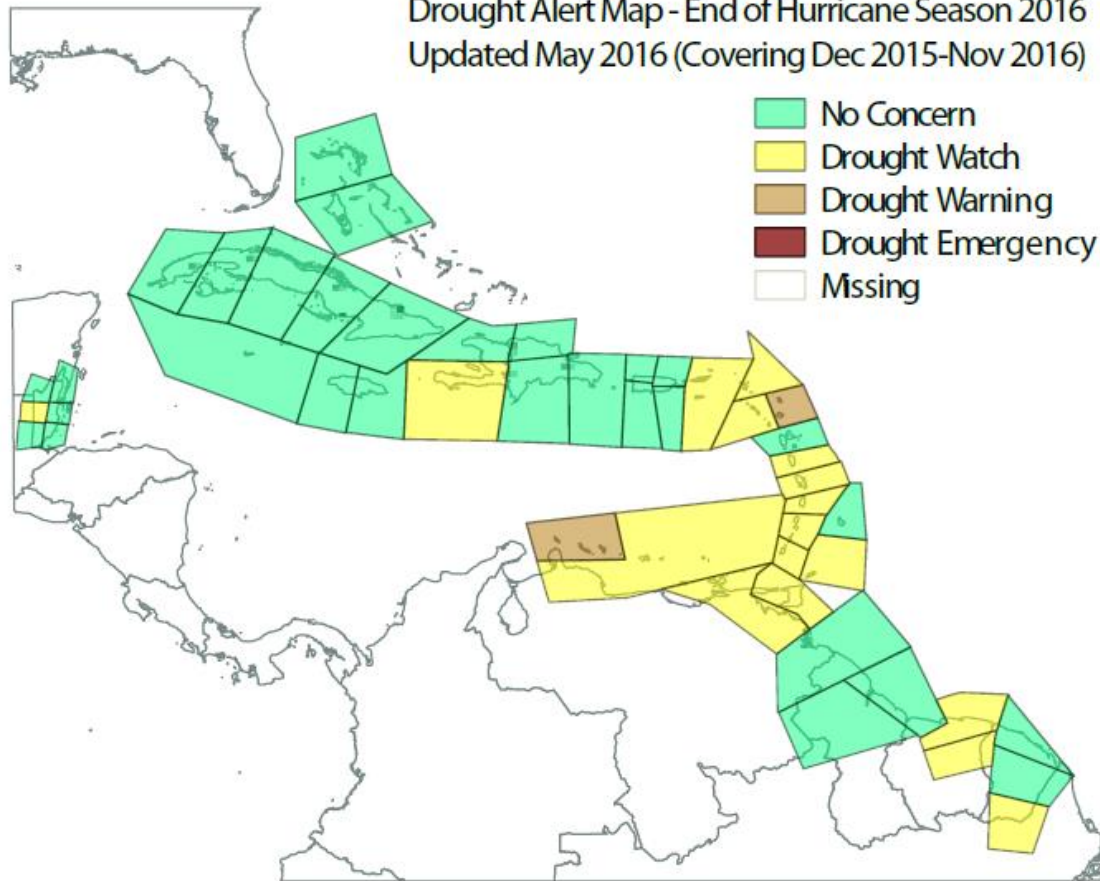 Drought Alert Map - End of Hurricane Season 2016
Updated May 2016 (Covering Dec 2015-Nov 2016)
No Concern
Drought Watch
Drought Warning
Drought Emergency
Missing